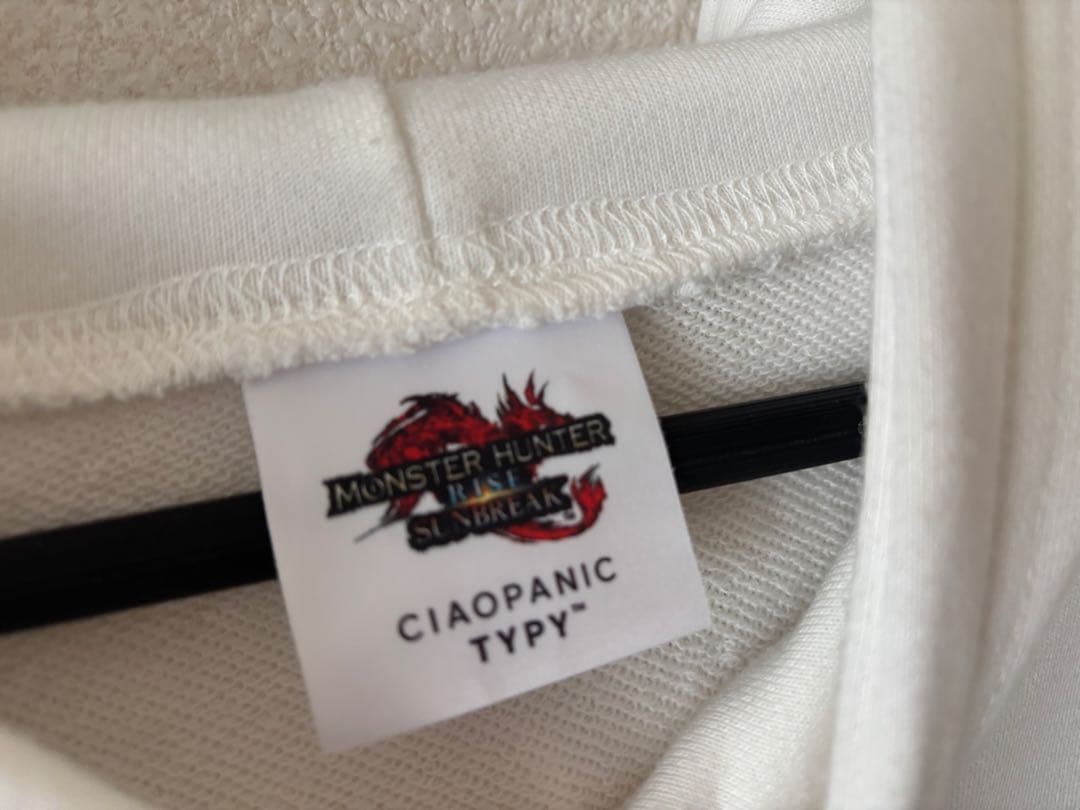 MONSTER HUNTER
RISE
SUNBREAK
CIAOPANIC
TYPY™